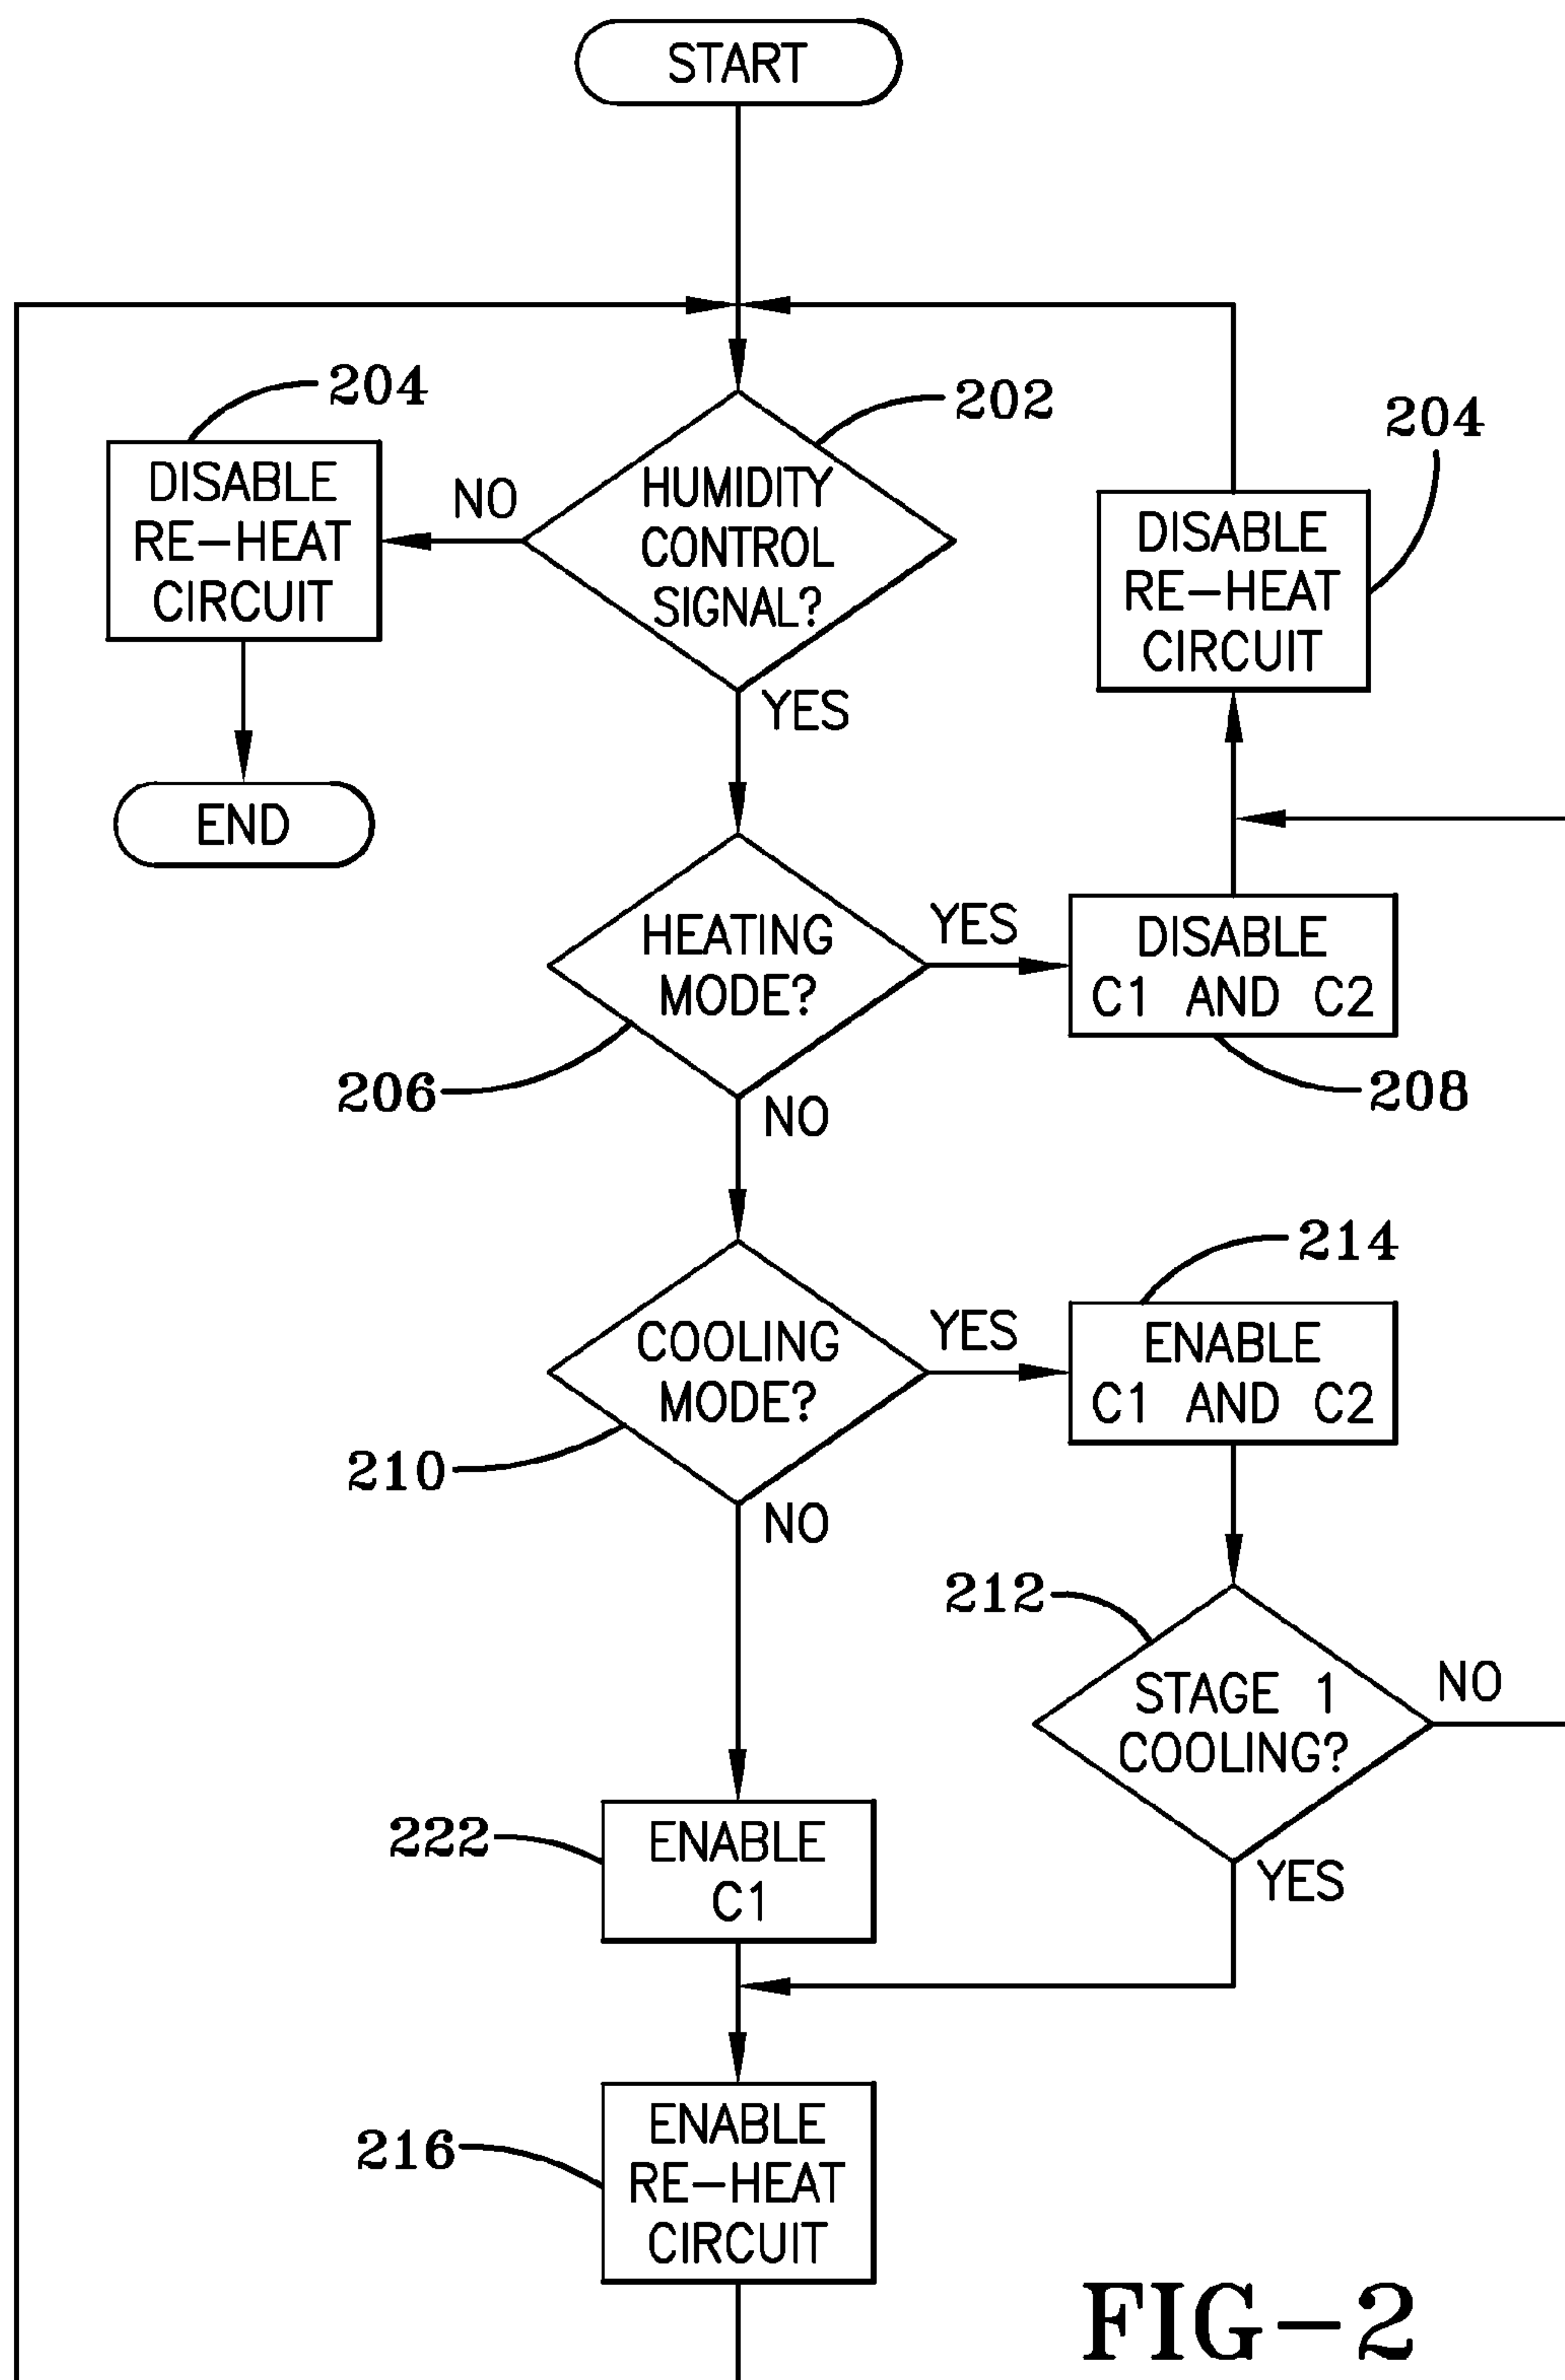 START
204
202
204
DISABLE
RE-HEAT
CIRCUIT
NO
HUMIDITY
CONTROL
SIGNAL?
DISABLE
RE-HEAT
CIRCUIT
YES
END
HEATING
MODE?
YES
DISABLE
C1 AND C2
206
208
NO
214
COOLING
MODE?
YES
ENABLE
C1 AND C2
210
NO
212
STAGE 1
COOLING?
NO
222
ENABLE
C1
YES
216
ENABLE
RE-HEAT
CIRCUIT
FIG-2